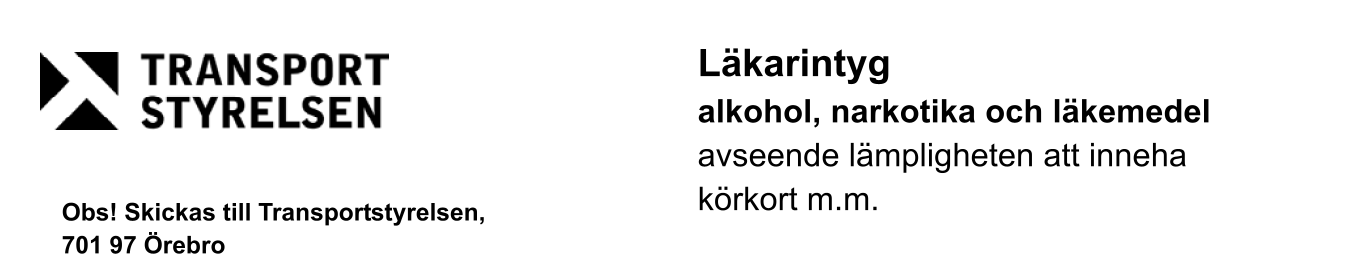 TRANSPORT
STYRELSEN
Obs! Skickas till Transportstyrelsen,
701 97 Örebro
Läkarintyg
alkohol, narkotika och läkemedel
avseende lämpligheten att inneha
körkort m.m.